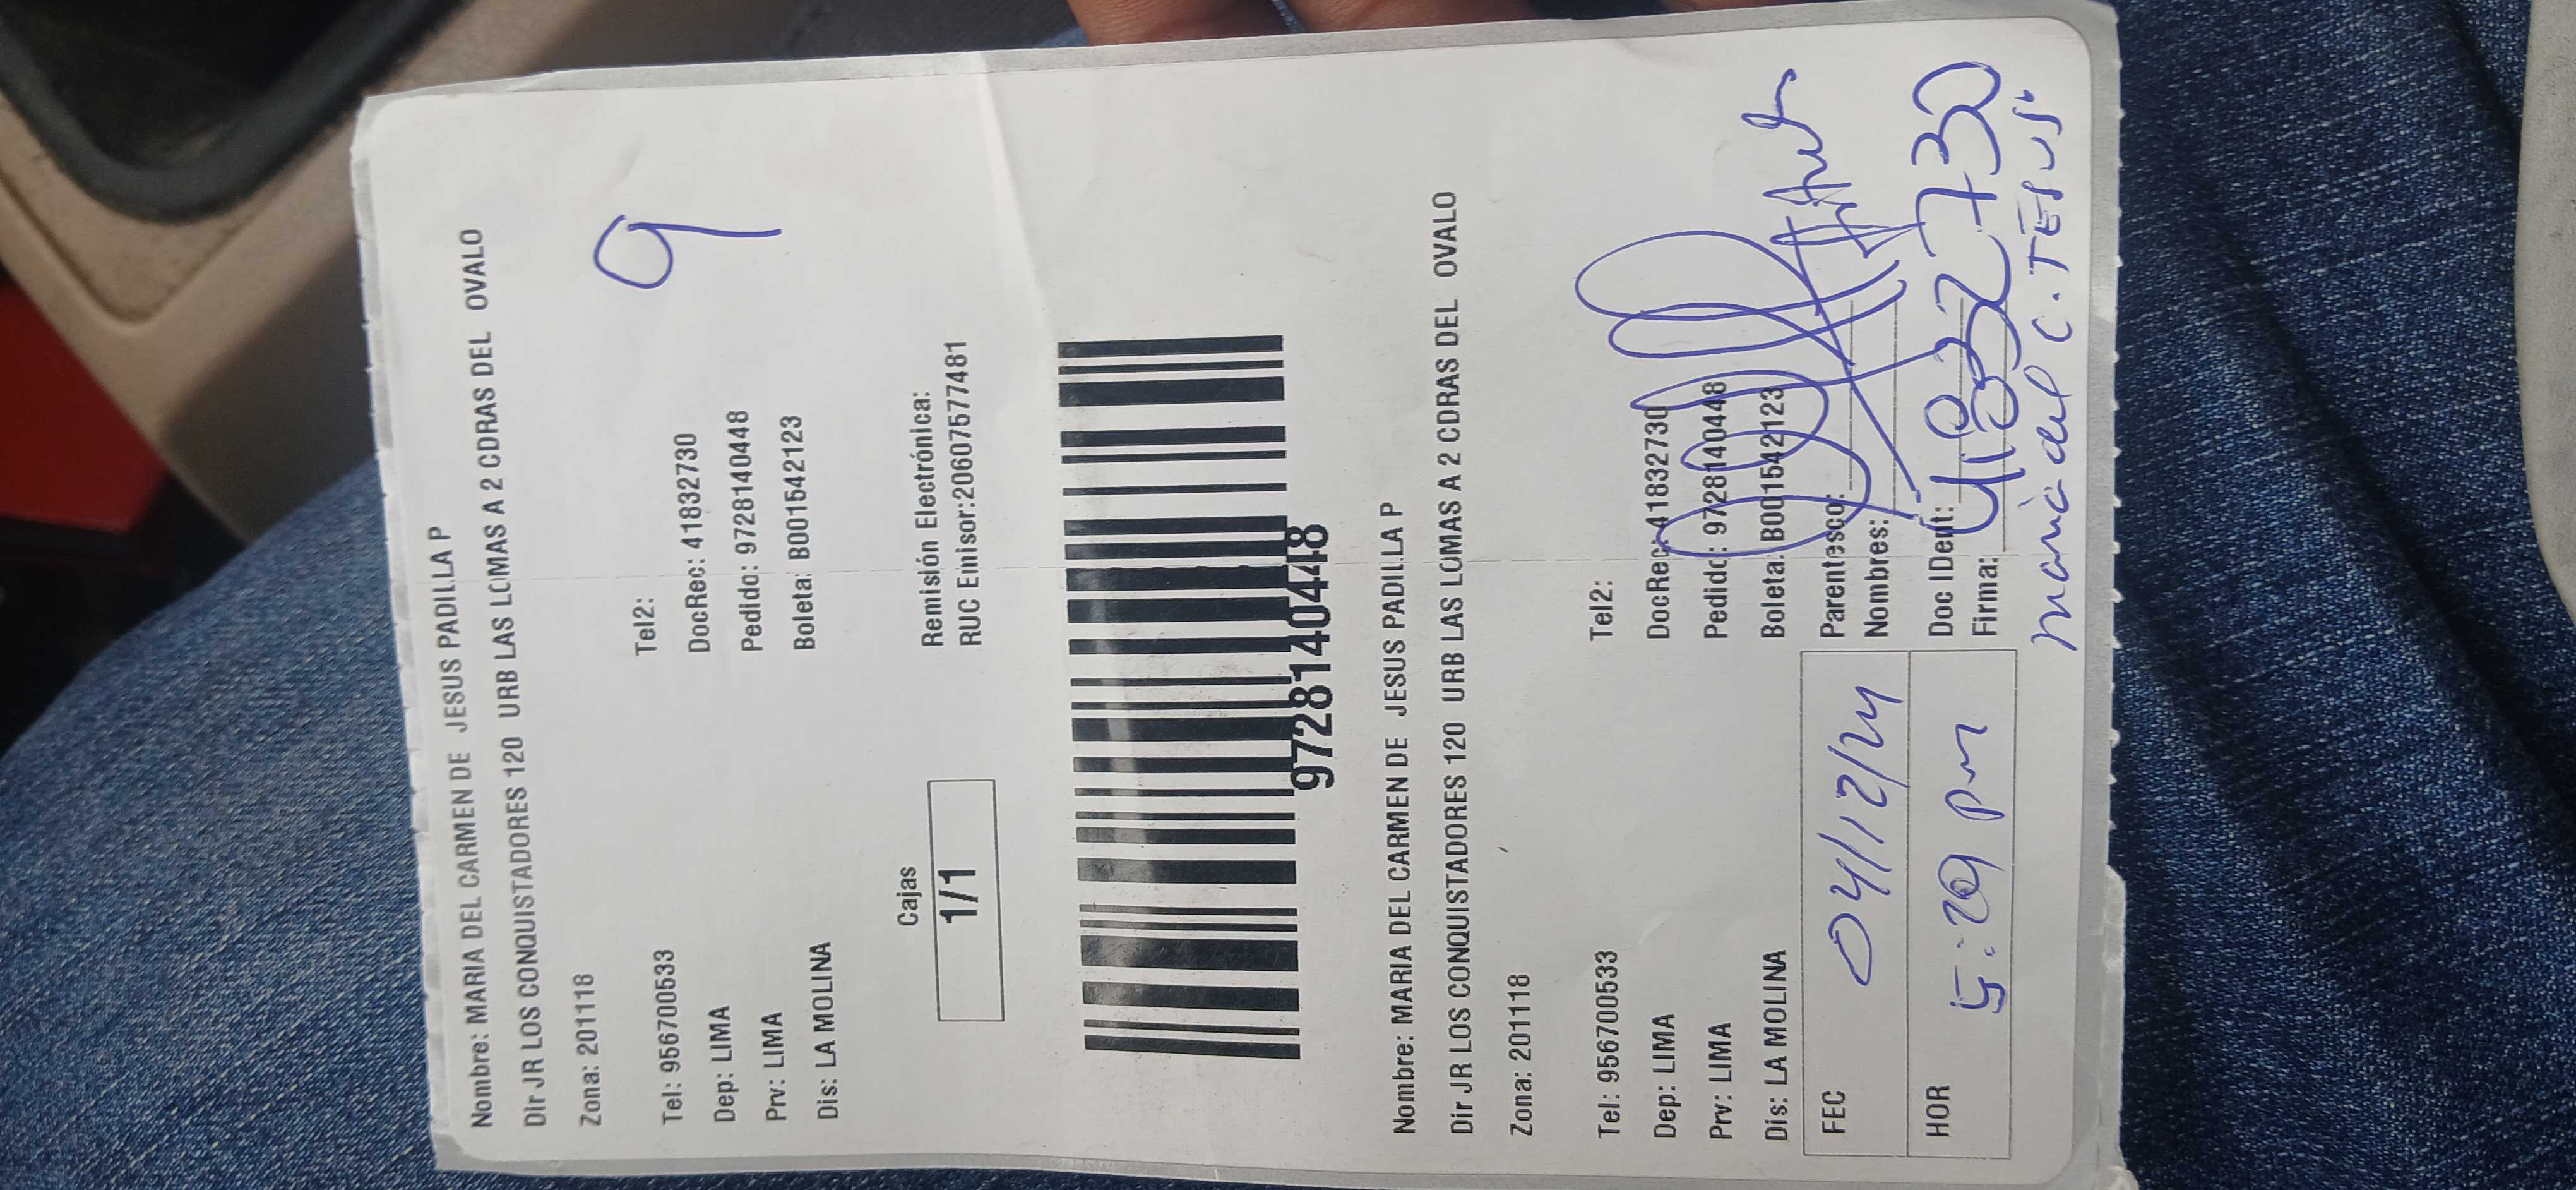 Nombre: MARIA DEL CARMEN DE JESUS PADILLA P
Dir JR LOS CONQUISTADORES 120 URB LAS LOMAS A 2 CDRAS DEL OVALO
Zona: 201118
9
Tel: 956700533 Tel2:
Dep: LIMA DocRec: 41832730
Prv: LIMA Pedido: 9728140448
Dis: LA MOLINA Boleta: B001542123
Cajas
1/1
Remisión Electrónica:
RUC Emisor:20607577481
9728140448
Nombre: MARIA DEL CARMEN DE JESUS PADILLA P
Dir JR LOS CONQUISTADORES 120 URB LAS LOMAS A 2 CDRAS DEL OVALO
Zona: 201118
Tel: 956700533 Tel2:
Dep: LIMA DocRec: 41832730
Prv: LIMA Pedido: 9728140448
Dis: LA MOLINA Boleta: B001542123
FEC 04/12/24 Parentesco:
Nombres:
HOR 5:29 pm Doc IDent: 41832730
Firma:
Maria del C. JESUS